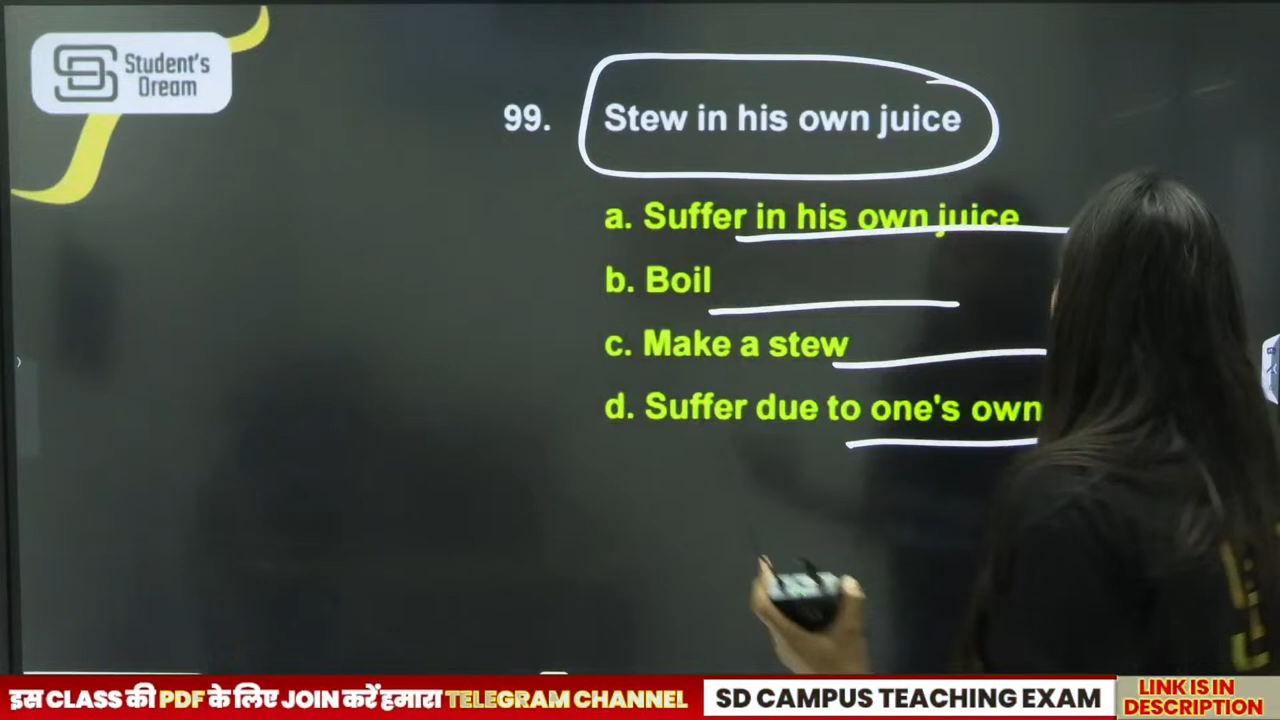 Student's
Dream
99. Stew in his own juice
a. Suffer in his own juice
b. Boil
c. Make a stew
d. Suffer due to one's own
इस CLASS की PDF के लिए JOIN करें हमारा TELEGRAM CHANNEL
SD CAMPUS TEACHING EXAM
LINK IS IN
DESCRIPTION